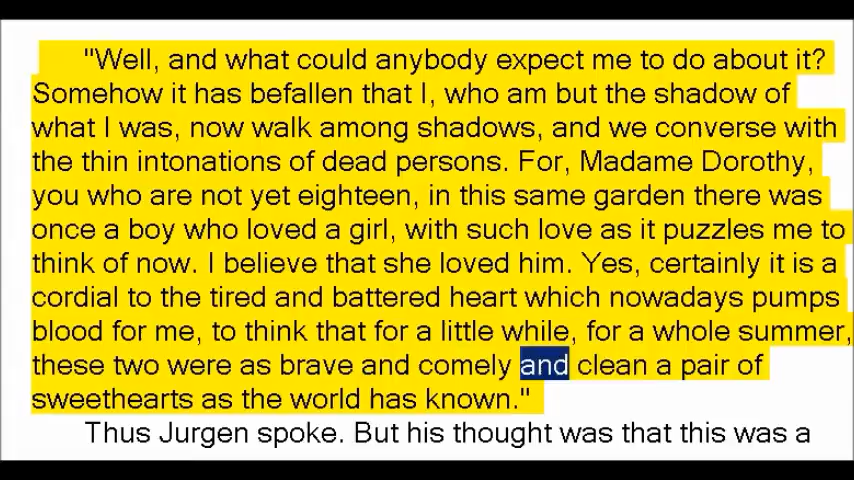 "Well, and what could anybody expect me to do about it?
Somehow it has befallen that I, who am but the shadow of
what I was, now walk among shadows, and we converse with
the thin intonations of dead persons. For, Madame Dorothy,
you who are not yet eighteen, in this same garden there was
once a boy who loved a girl, with such love as it puzzles me to
think of now. I believe that she loved him. Yes, certainly it is a
cordial to the tired and battered heart which nowadays pumps
blood for me, to think that for a little while, for a whole summer,
these two were as brave and comely and clean a pair of
sweethearts as the world has known."
Thus Jurgen spoke. But his thought was that this was a